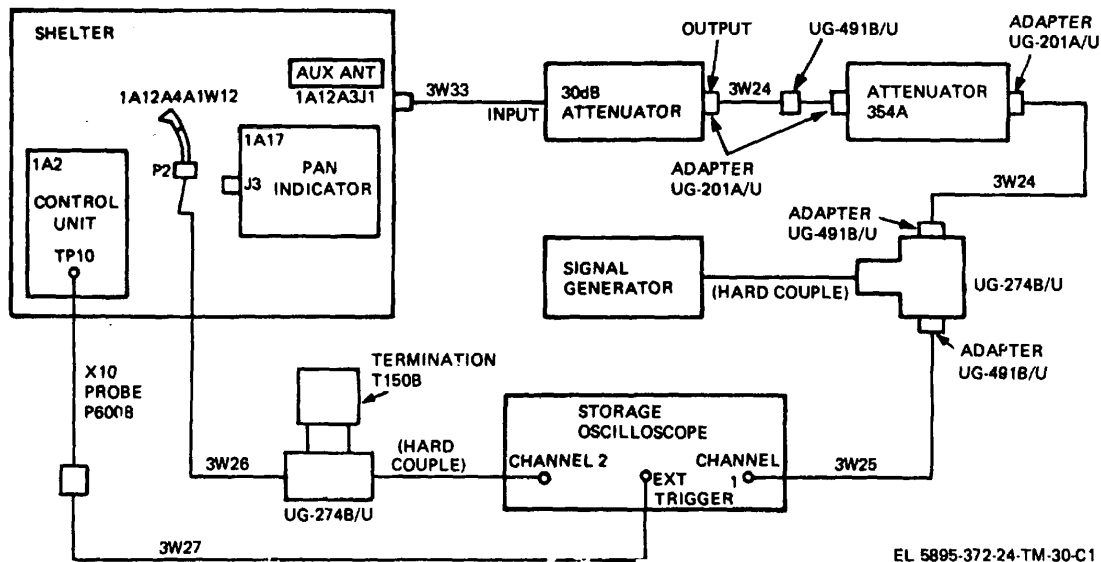 SHELTER
AUX ANT
1A12A3J1
1A12A4A1W12
P2
1A2
CONTROL
UNIT
TP10
1A17
PAN
INDICATOR
J3
3W33
INPUT
30dB
ATTENUATOR
OUTPUT
3W24
UG-491B/U
ADAPTER
UG-201A/U
ATTENUATOR
354A
ADAPTER
UG-201A/U
3W24
ADAPTER
UG-491B/U
SIGNAL
GENERATOR
(HARD COUPLE)
UG-274B/U
ADAPTER
UG-491B/U
X10
PROBE
P600B
TERMINATION
T150B
3W26
(HARD
COUPLE)
UG-274B/U
STORAGE
OSCILLOSCOPE
CHANNEL 2
EXT
TRIGGER
CHANNEL
1
3W25
3W27
EL 5895-372-24-TM-30-C1